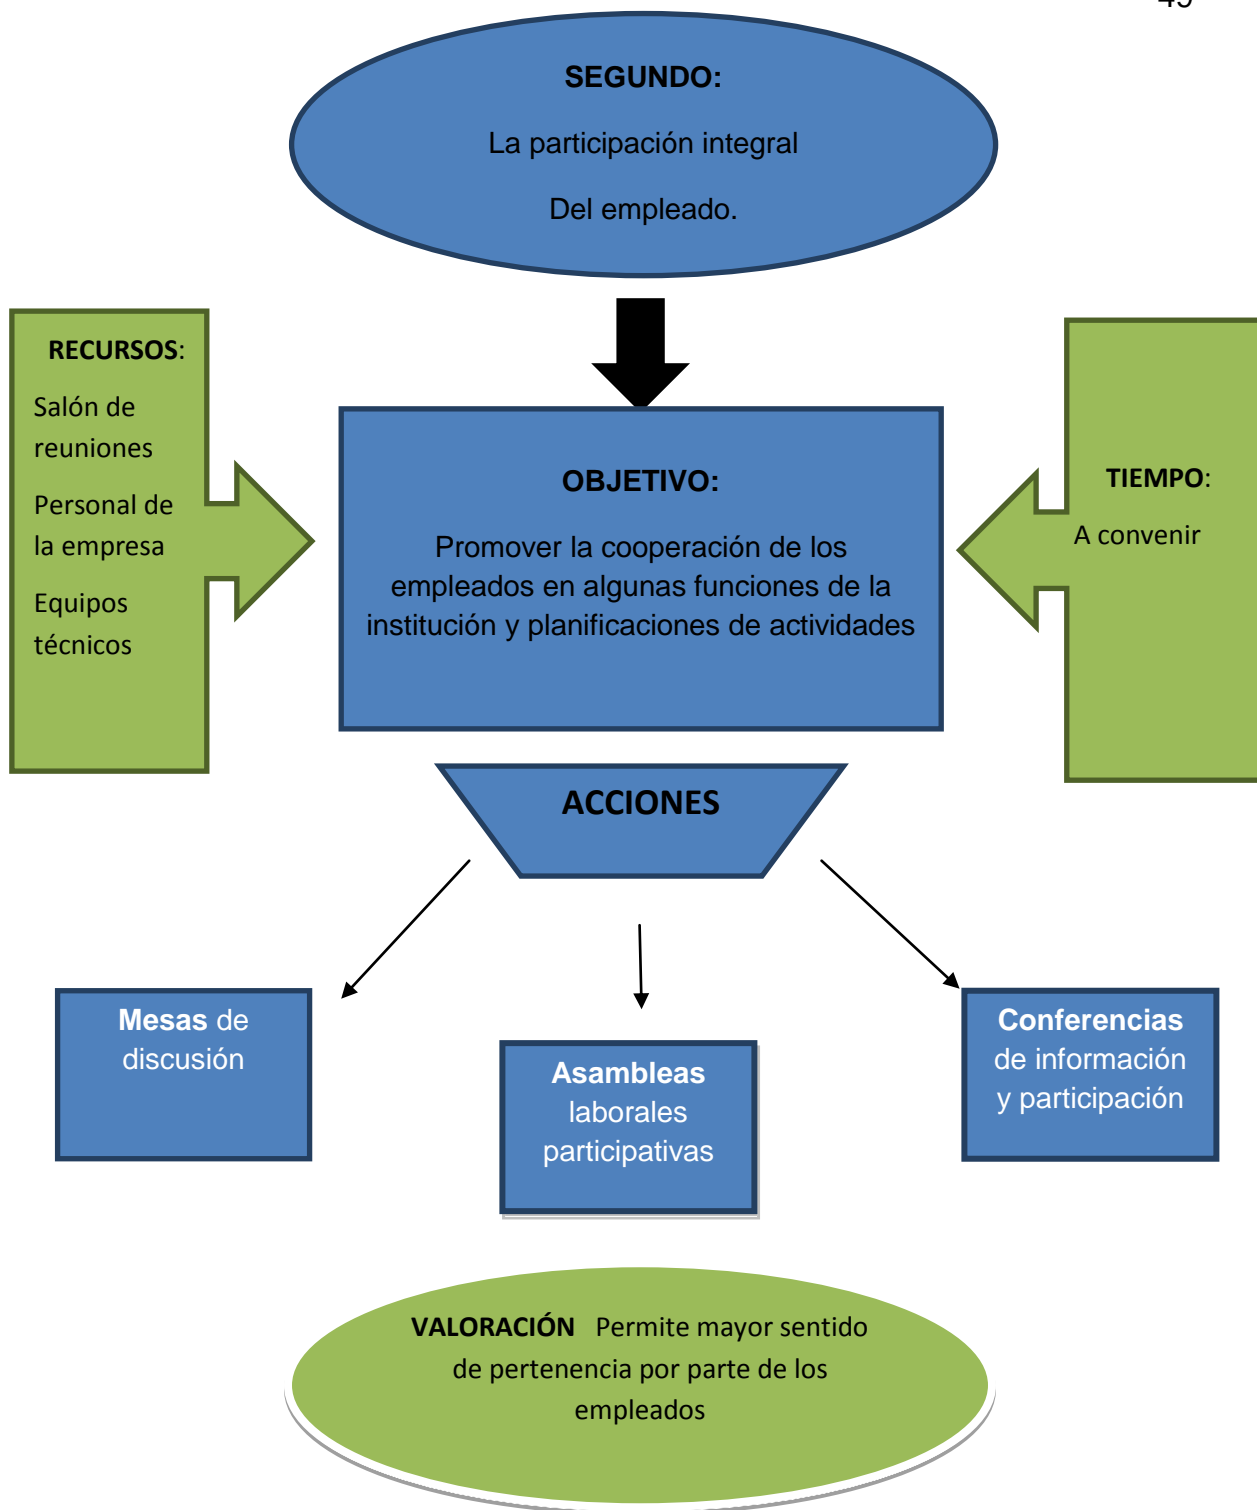 SEGUNDO:
La participación integral
Del empleado.
RECURSOS:
Salón de
reuniones
Personal de
la empresa
Equipos
técnicos
OBJETIVO:
Promover la cooperación de los
empleados en algunas funciones de la
institución y planificaciones de actividades
TIEMPO:
A convenir
ACCIONES
Mesas de
discusión
Asambleas
laborales
participativas
Conferencias
de información
y participación
VALORACIÓN Permite mayor sentido
de pertenencia por parte de los
empleados